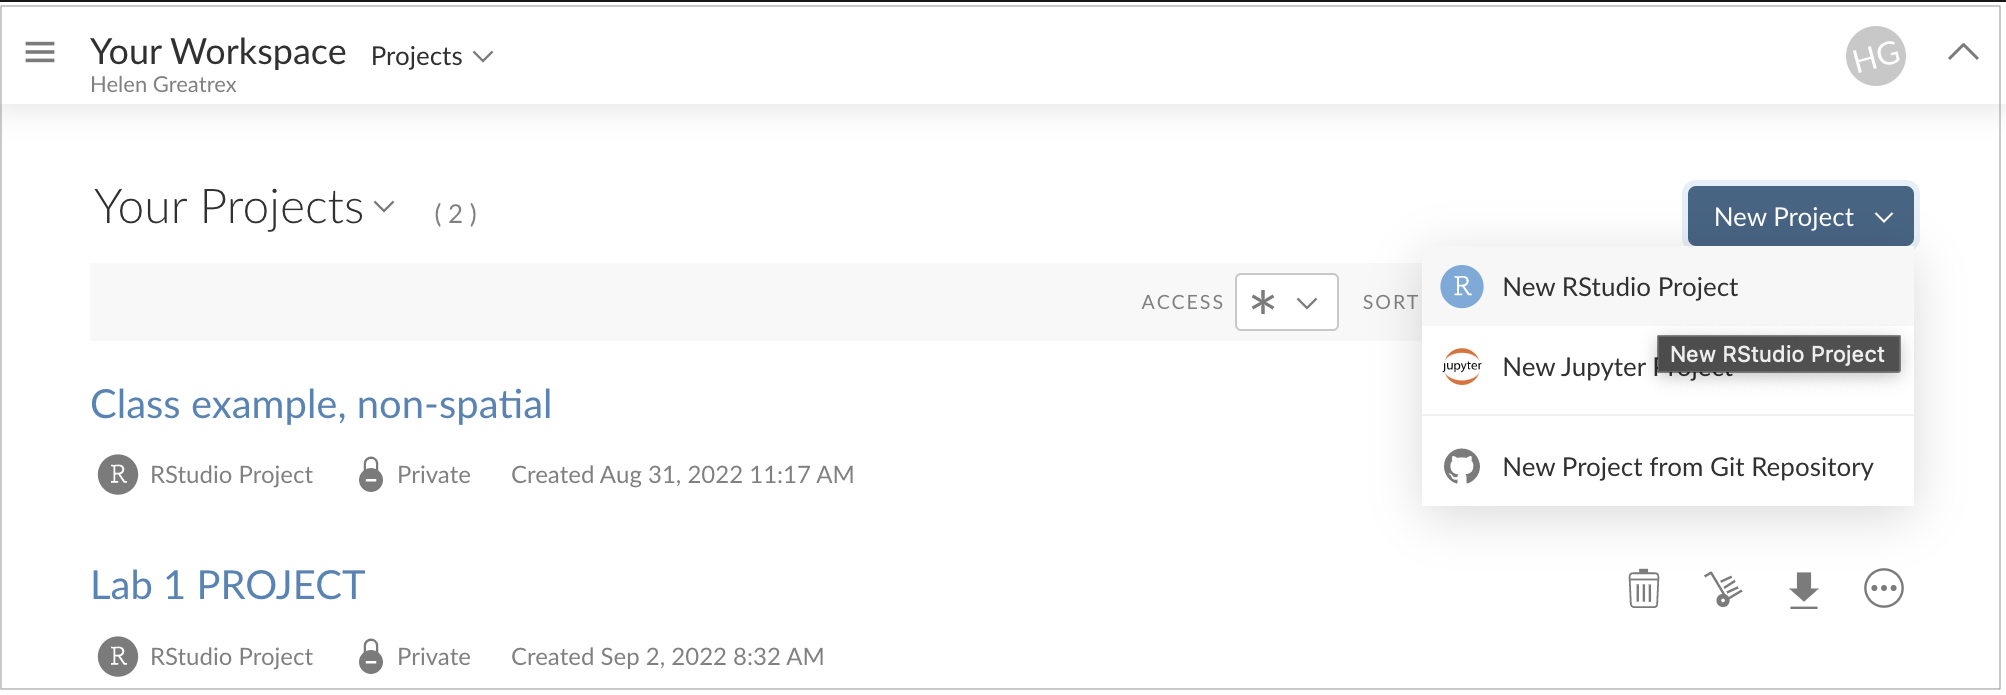 Your Workspace Projects
Helen Greatrex
HG
Your Projects (2)
New Project
ACCESS * SORT
R New RStudio Project
New RStudio Project
jupyter New Jupyter Project
New Project from Git Repository
Class example, non-spatial
R RStudio Project Private Created Aug 31, 2022 11:17 AM
Lab 1 PROJECT
R RStudio Project Private Created Sep 2, 2022 8:32 AM